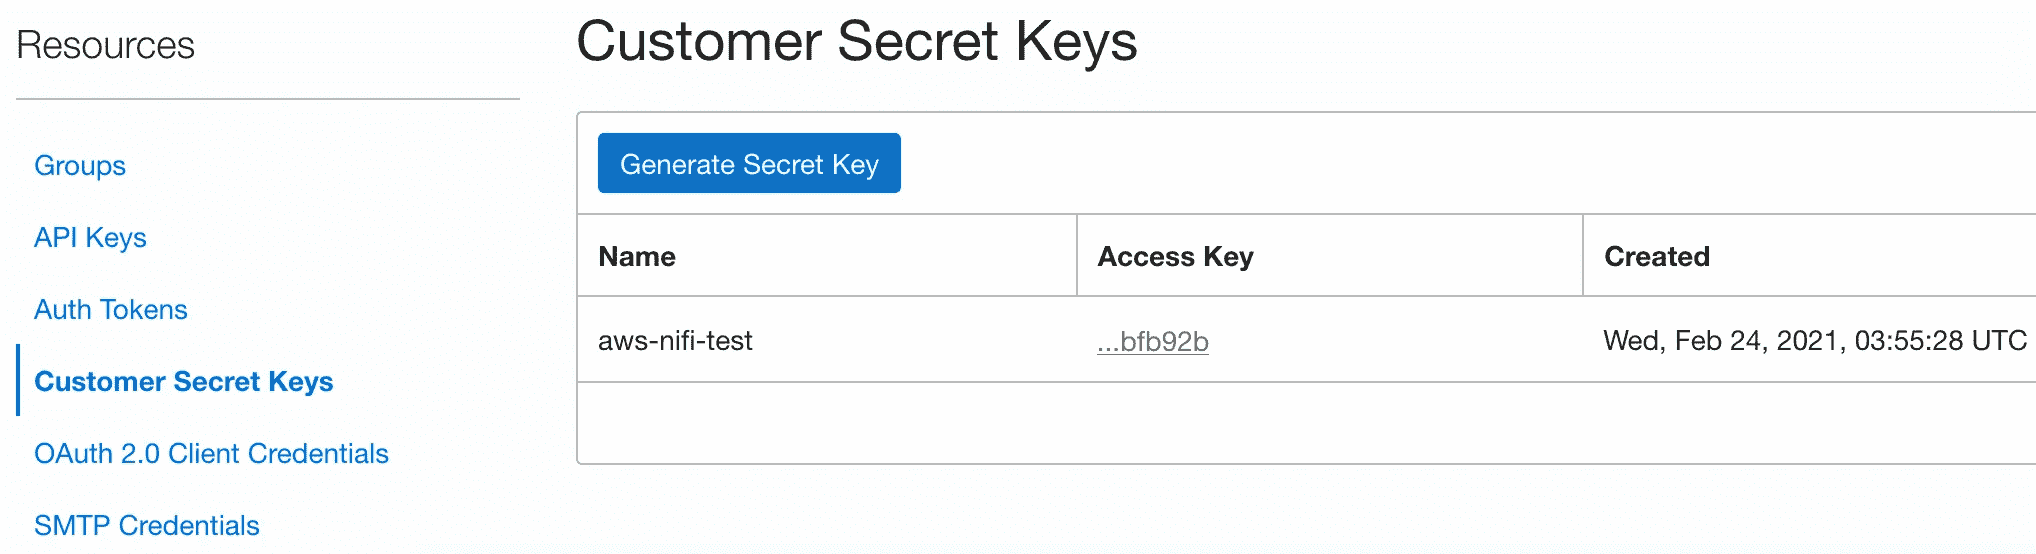 Resources
Groups
API Keys
Auth Tokens
Customer Secret Keys
OAuth 2.0 Client Credentials
SMTP Credentials
Customer Secret Keys
Generate Secret Key
Name Access Key Created
aws-nifi-test ...bfb92b Wed, Feb 24, 2021, 03:55:28 UTC